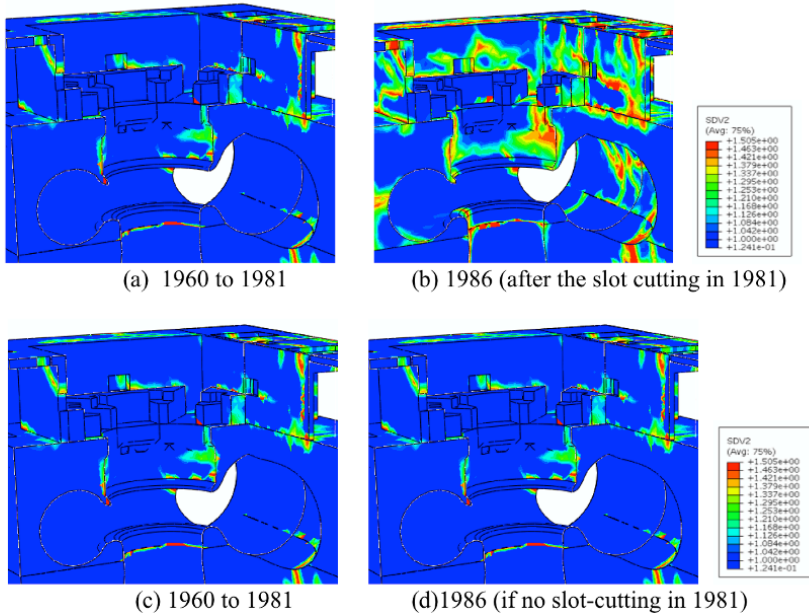 SDV2
(Avg: 75%)
+1.505e+00
+1.463e+00
+1.421e+00
+1.379e+00
+1.337e+00
+1.295e+00
+1.253e+00
+1.210e+00
+1.168e+00
+1.126e+00
+1.084e+00
+1.042e+00
+1.000e+00
+1.241e-01
(a) 1960 to 1981
(b) 1986 (after the slot cutting in 1981)
SDV2
(Avg: 75%)
+1.505e+00
+1.463e+00
+1.421e+00
+1.379e+00
+1.337e+00
+1.295e+00
+1.253e+00
+1.210e+00
+1.168e+00
+1.126e+00
+1.084e+00
+1.042e+00
+1.000e+00
+1.241e-01
(c) 1960 to 1981
(d)1986 (if no slot-cutting in 1981)